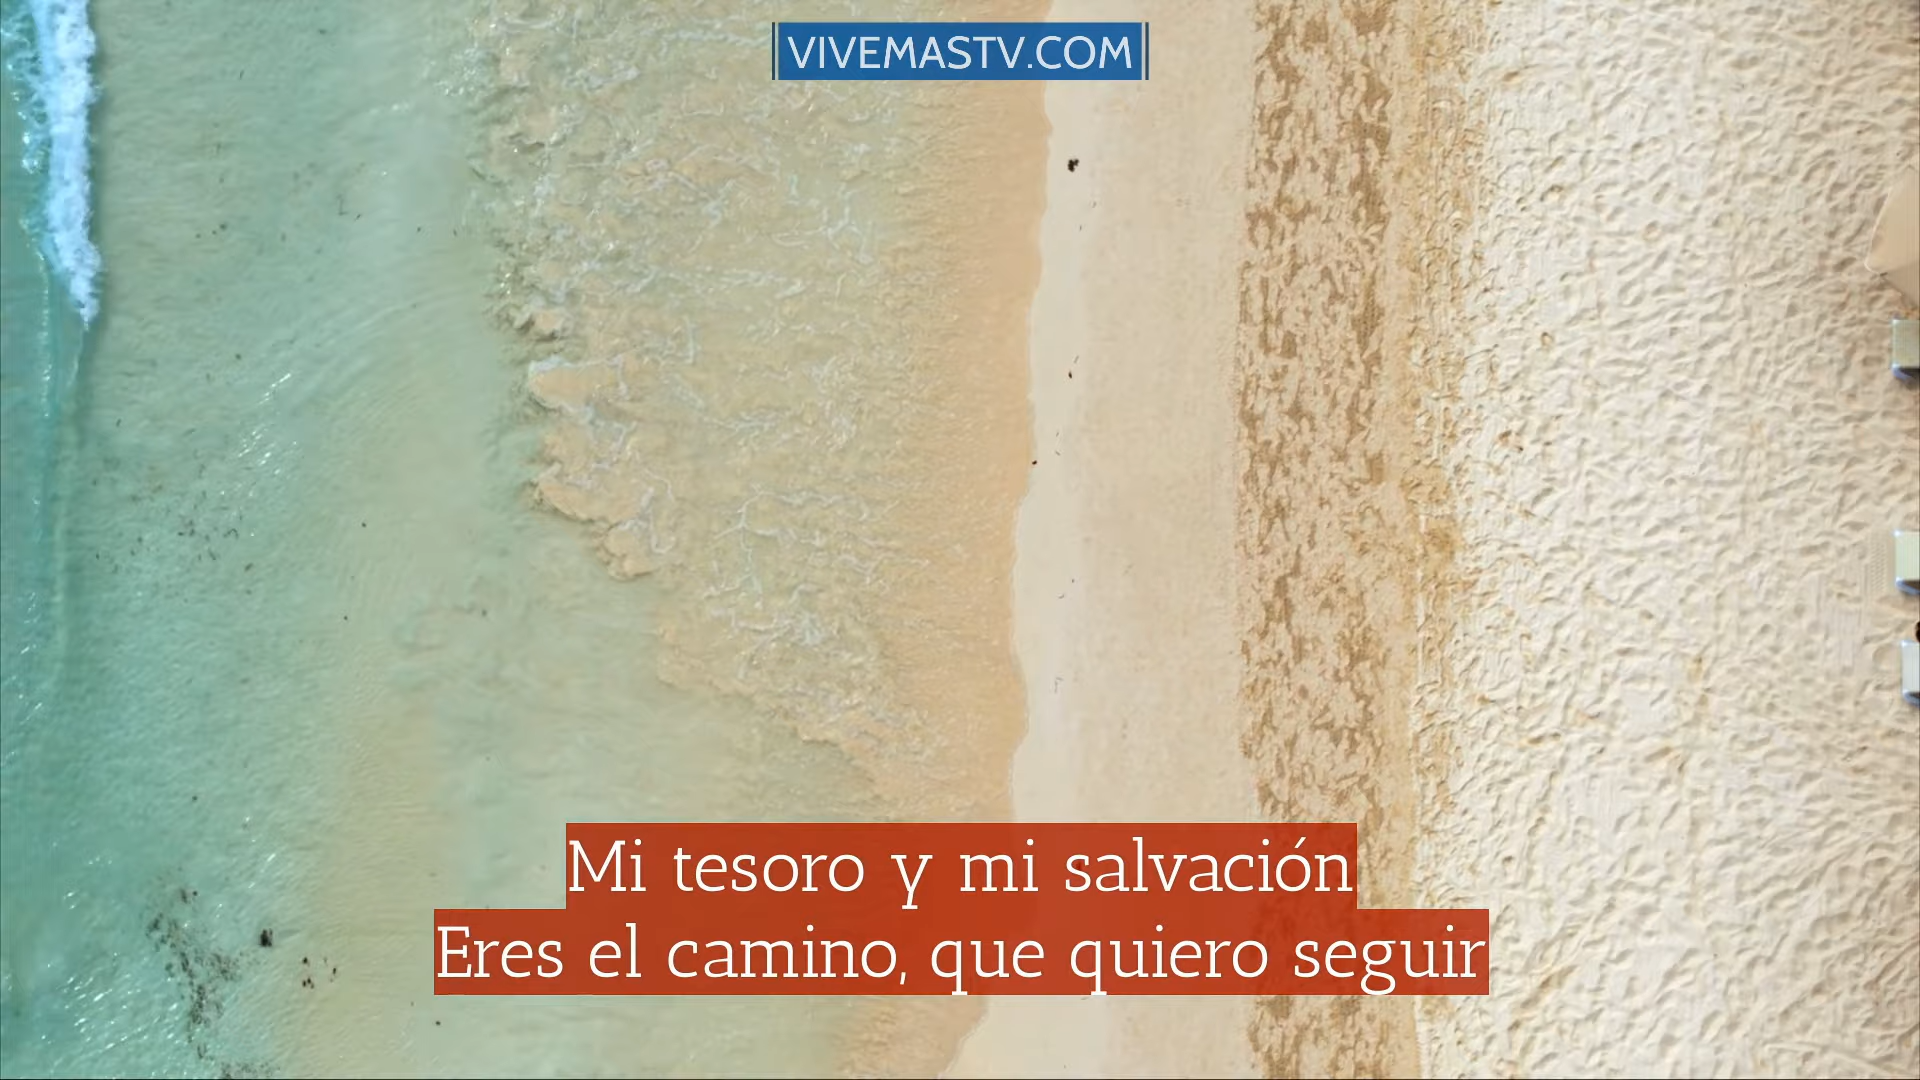 VIVEMASTV.COM
Mi tesoro y mi salvación
Eres el camino, que quiero seguir